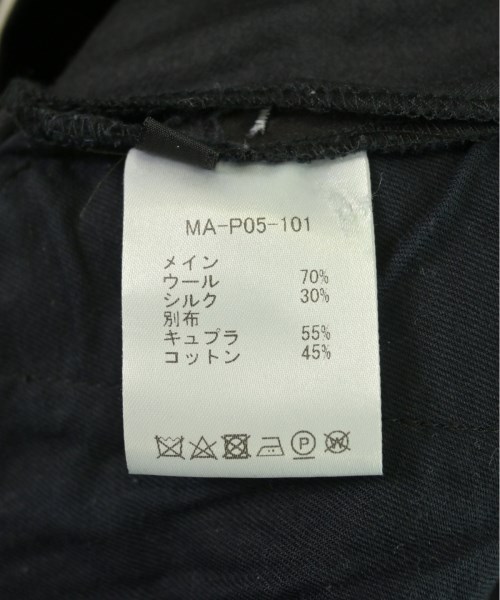 MA-P05-101
メイン
ウール 70%
シルク 30%
別布
キュプラ 55%
コットン 45%
P W